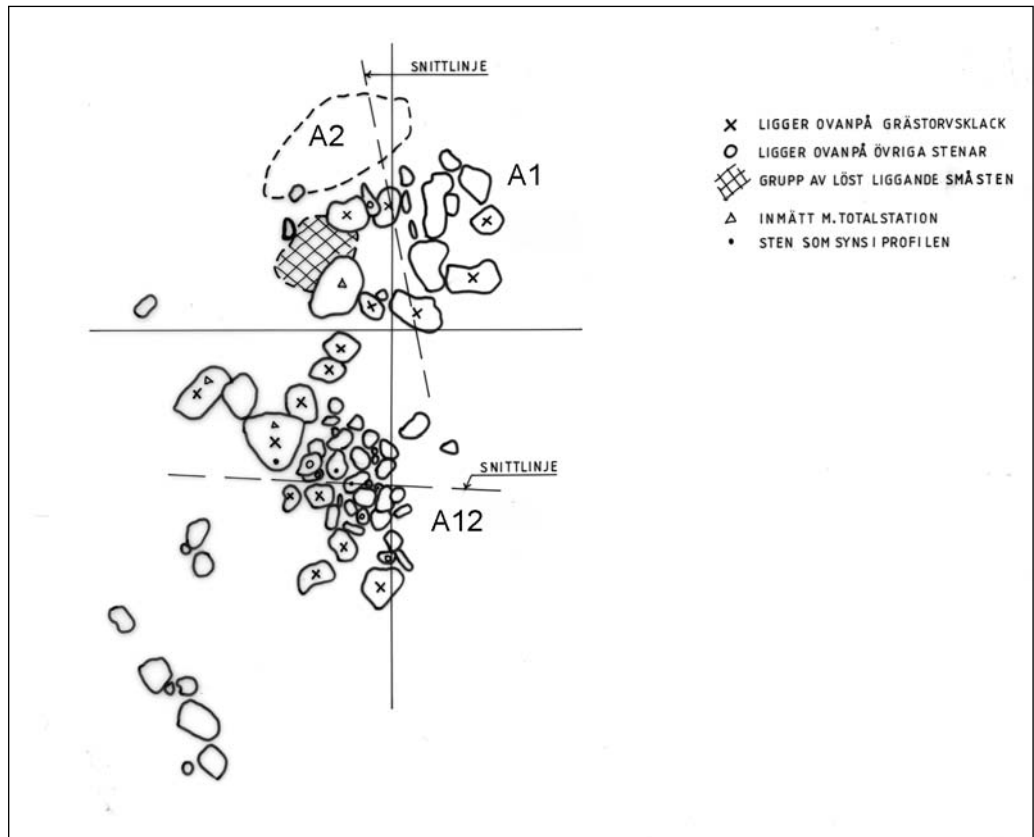 SNITTLINJE
A2
A1
× LIGGER OVANPÅ GRÄSTORVSKLACK
○ LIGGER OVANPÅ ÖVRIGA STENAR
GRUPP AV LÖST LIGGANDE SMÅSTEN
△ INMÄTT M.TOTALSTATION
• STEN SOM SYNS I PROFILEN
SNITTLINJE
A12